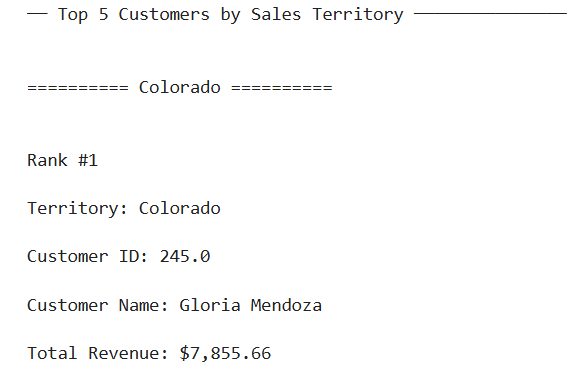 ── Top 5 Customers by Sales Territory ───────────────
========== Colorado ==========
Rank #1
Territory: Colorado
Customer ID: 245.0
Customer Name: Gloria Mendoza
Total Revenue: $7,855.66